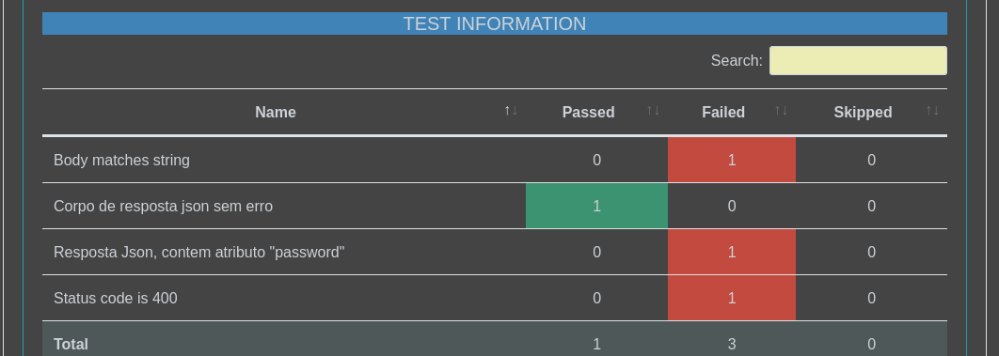 TEST INFORMATION
Search:
Name ↑↓ Passed ↑↓ Failed ↑↓ Skipped ↑↓
Body matches string 0 1 0
Corpo de resposta json sem erro 1 0 0
Resposta Json, contem atributo "password" 0 1 0
Status code is 400 0 1 0
Total 1 3 0